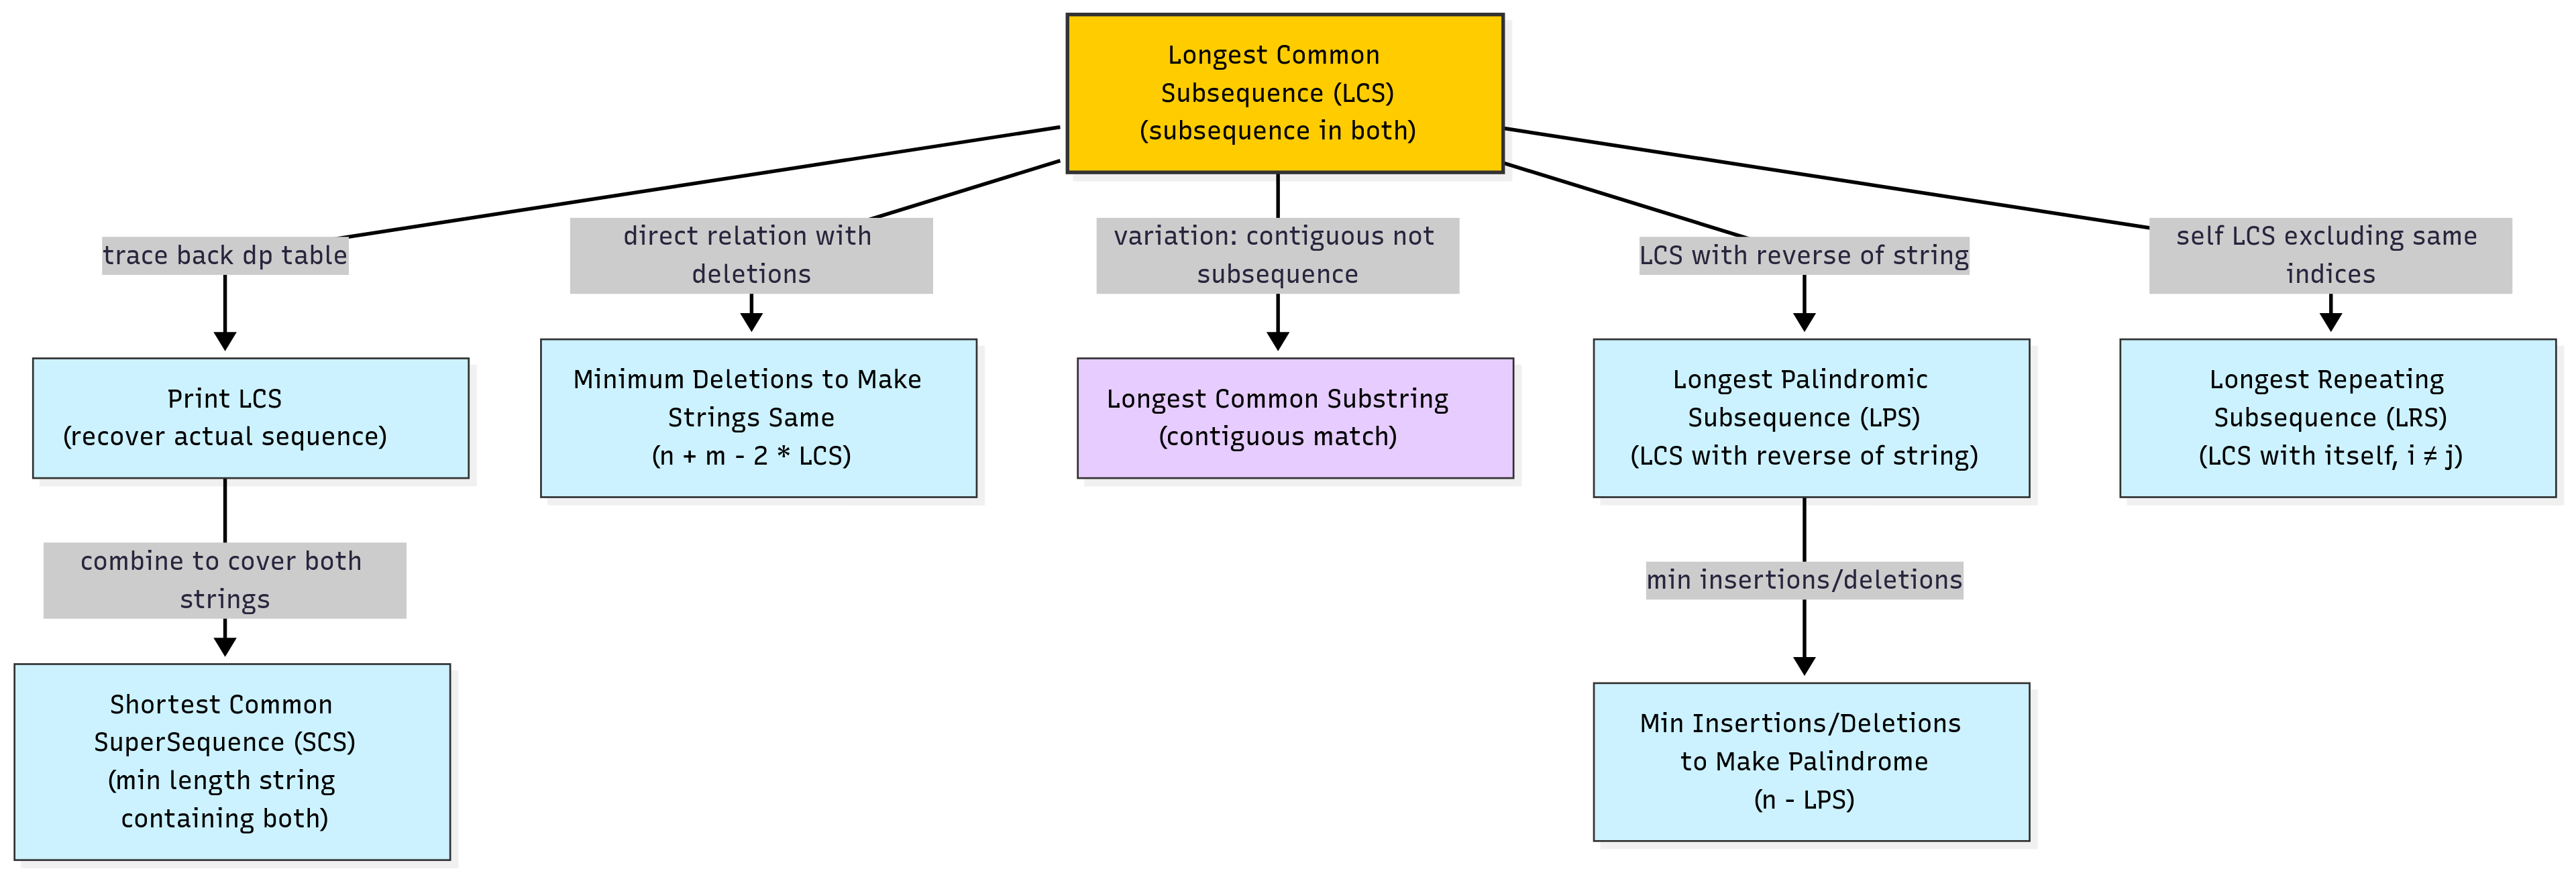 Longest Common
Subsequence (LCS)
(subsequence in both)
trace back dp table
direct relation with
deletions
variation: contiguous not
subsequence
LCS with reverse of string
self LCS excluding same
indices
Print LCS
(recover actual sequence)
Minimum Deletions to Make
Strings Same
(n + m - 2 * LCS)
Longest Common Substring
(contiguous match)
Longest Palindromic
Subsequence (LPS)
(LCS with reverse of string)
Longest Repeating
Subsequence (LRS)
(LCS with itself, i ≠ j)
combine to cover both
strings
min insertions/deletions
Shortest Common
SuperSequence (SCS)
(min length string
containing both)
Min Insertions/Deletions
to Make Palindrome
(n - LPS)